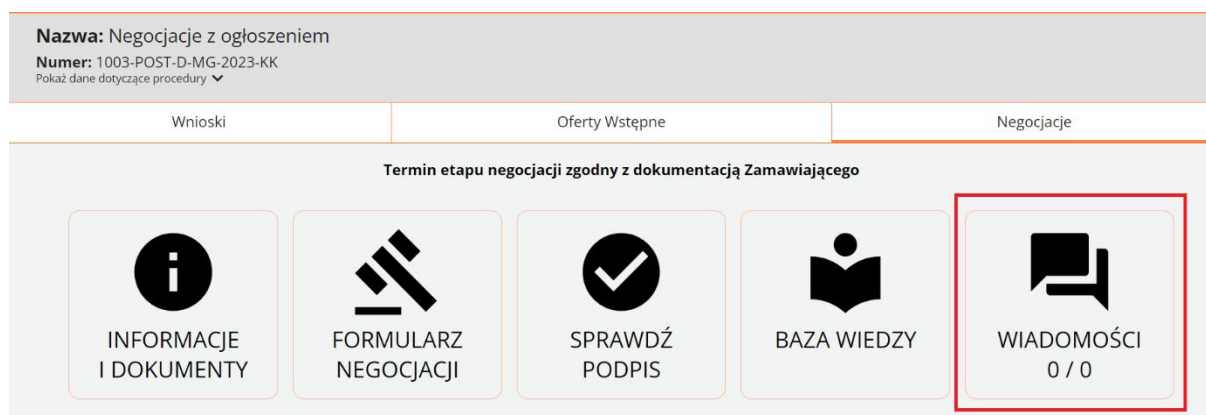 Nazwa: Negocjacje z ogłoszeniem
Numer: 1003-POST-D-MG-2023-KK
Pokaż dane dotyczące procedury
Wnioski
Oferty Wstępne
Negocjacje
Termin etapu negocjacji zgodny z dokumentacją Zamawiającego
INFORMACJE
I DOKUMENTY
FORMULARZ
NEGOCJACJI
SPRAWDŹ
PODPIS
BAZA WIEDZY
WIADOMOŚCI
0 / 0